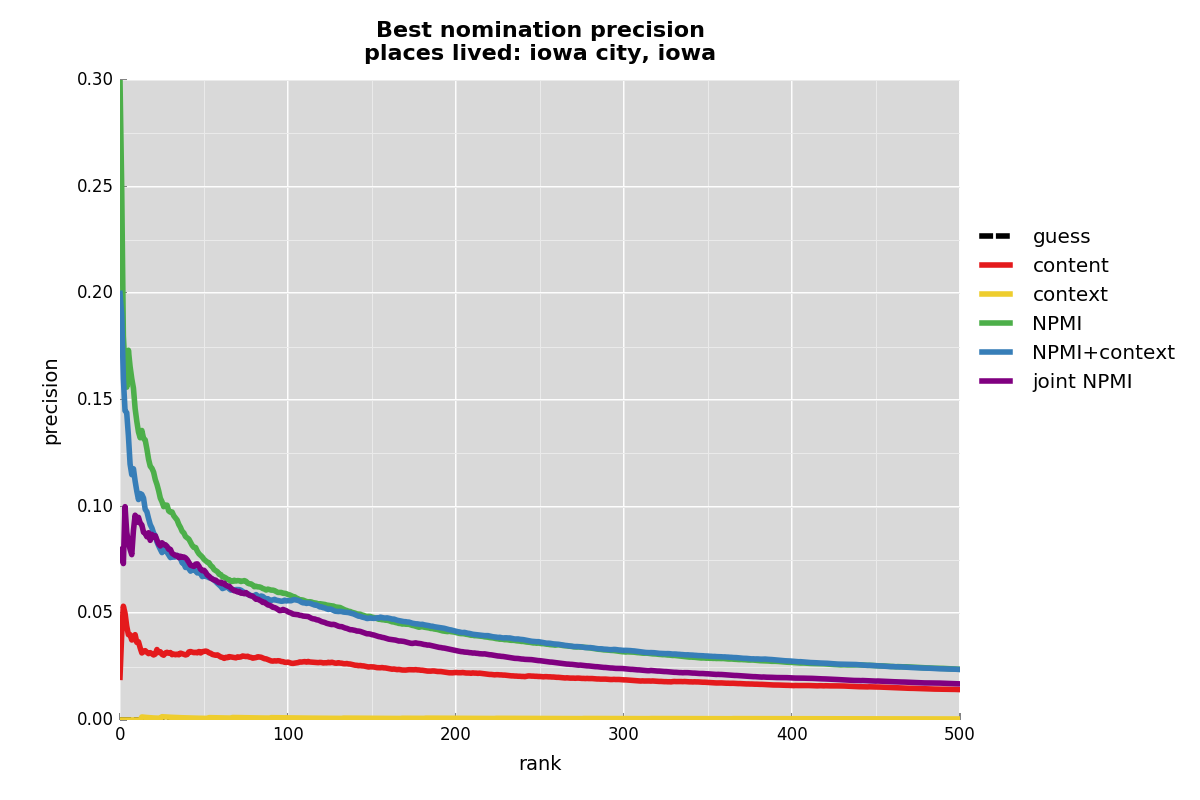 Best nomination precision
places lived: iowa city, iowa
0.30
0.25
0.20
0.15
0.10
0.05
0.00
precision
0
100
200
300
400
500
rank
guess
content
context
NPMI
NPMI+context
joint NPMI